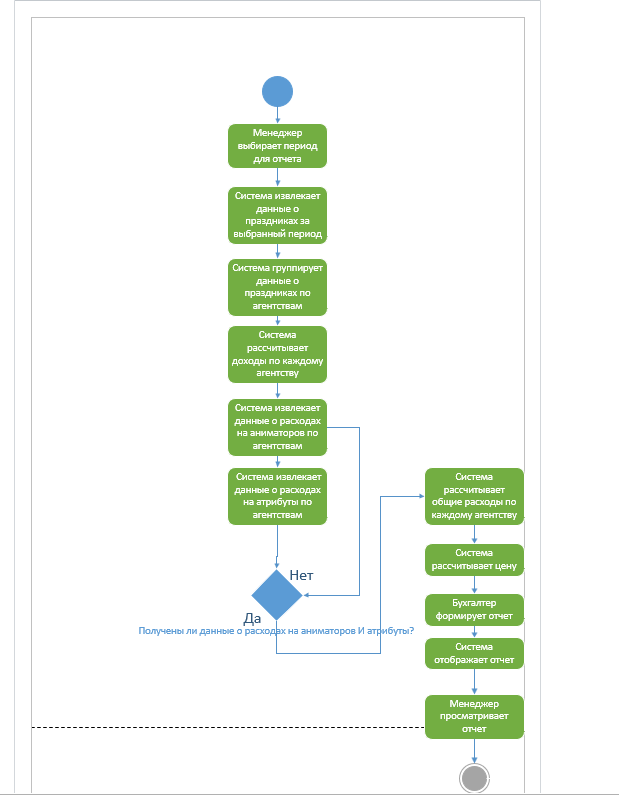 Менеджер
выбирает период
для отчета
Система извлекает
данные о
праздниках за
выбранный период
Система группирует
данные о
праздниках по
агентствам
Система
рассчитывает
доходы по каждому
агентству
Система извлекает
данные о расходах
на аниматоров по
агентствам
Система извлекает
данные о расходах
на атрибуты по
агентствам
Нет
Да
Получены ли данные о расходах на аниматоров И атрибуты?
Система
рассчитывает
общие расходы по
каждому агентству
Система
рассчитывает цену
Бухгалтер
формирует отчет
Система
отображает отчет
Менеджер
просматривает
отчет